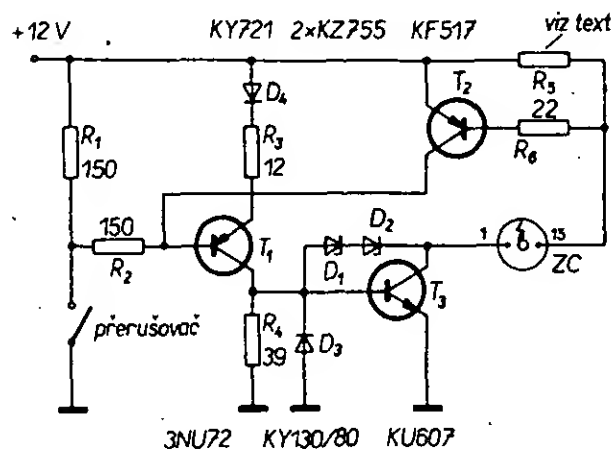 viz text
+12 V
KY721 2×KZ755 KF517
D4
T2
R5
R1
150
R3
12
22
R6
150
R2
T1
D2
1
15
D1
ZC
T3
přerušovač
R4
39
D3
3NU72 KY130/80 KU607